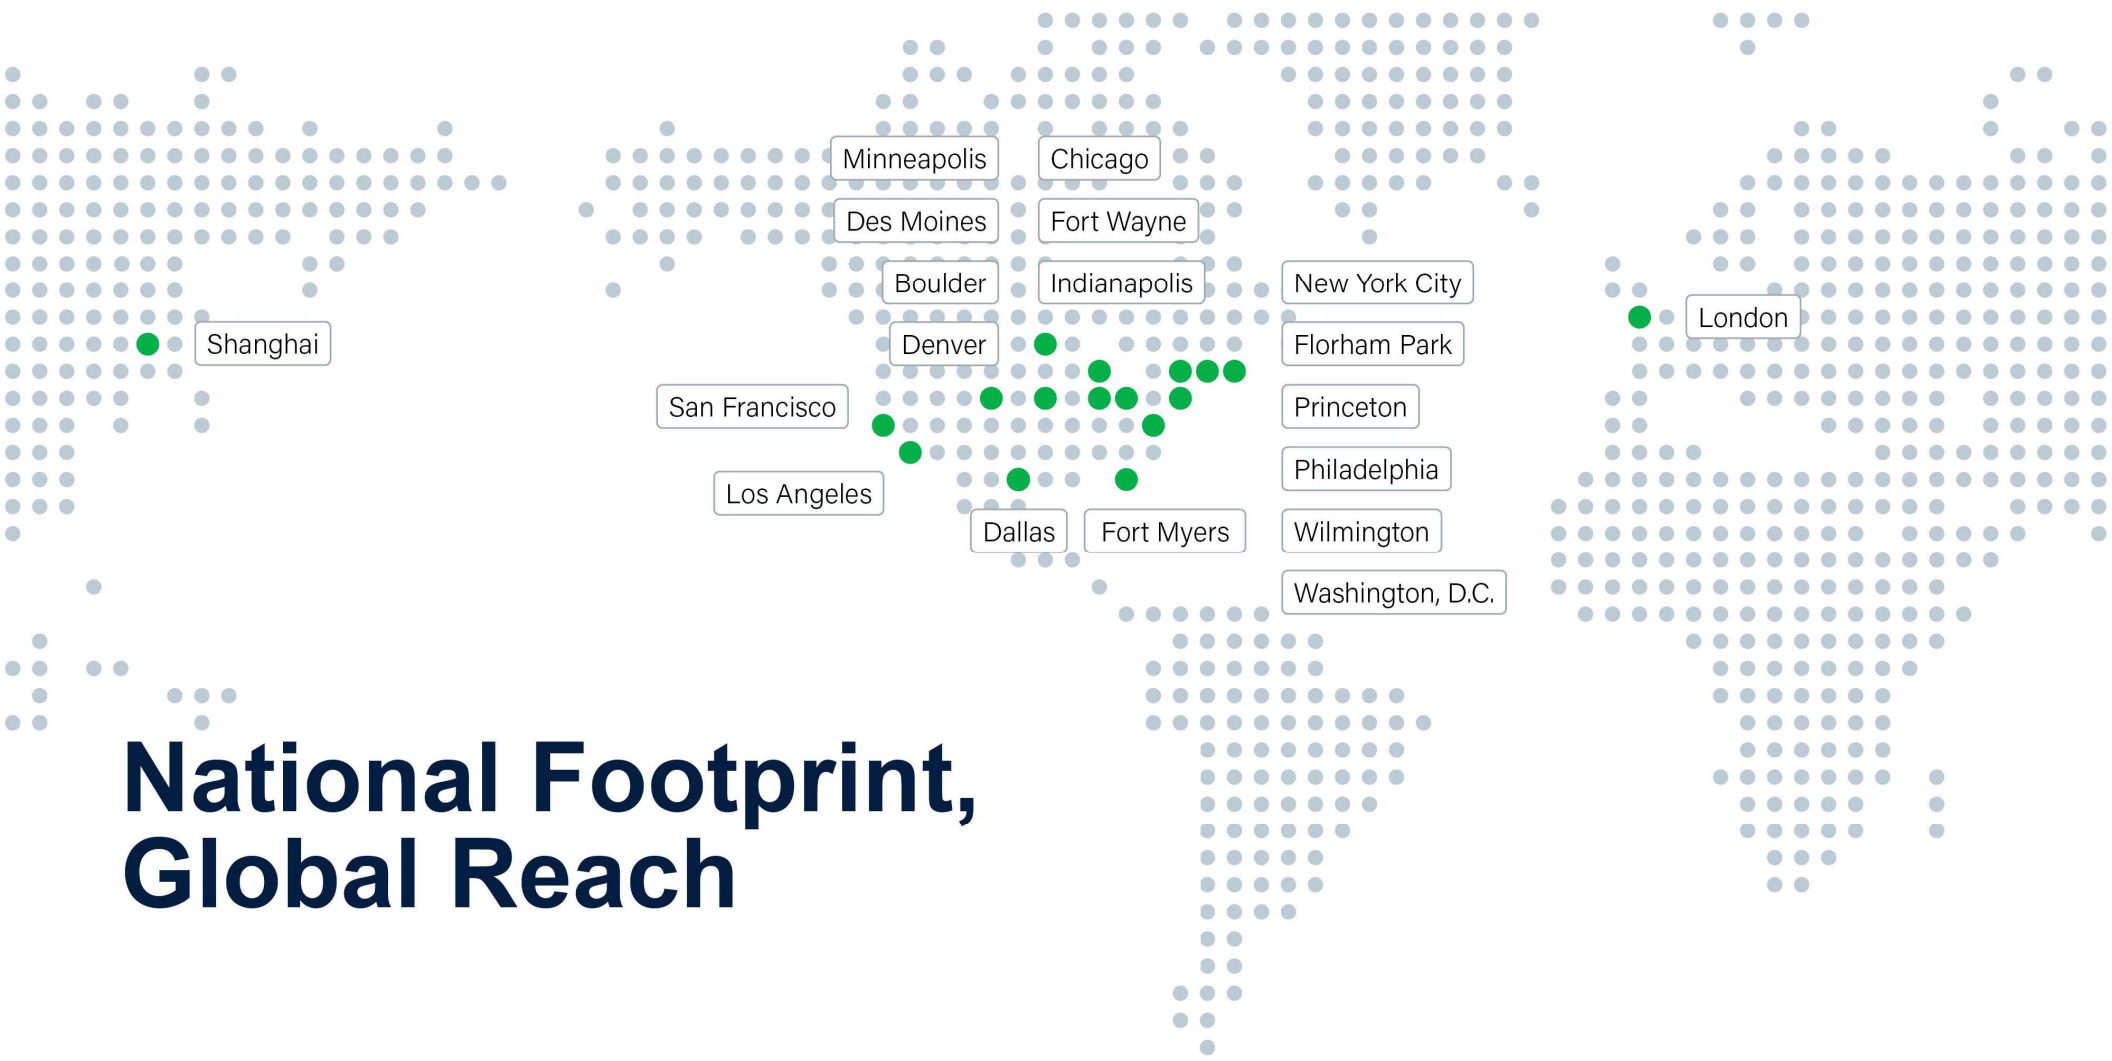 Minneapolis
Chicago
Des Moines
Fort Wayne
Boulder
Indianapolis
New York City
London
Shanghai
Denver
Florham Park
San Francisco
Princeton
Philadelphia
Los Angeles
Dallas
Fort Myers
Wilmington
Washington, D.C.
National Footprint,
Global Reach